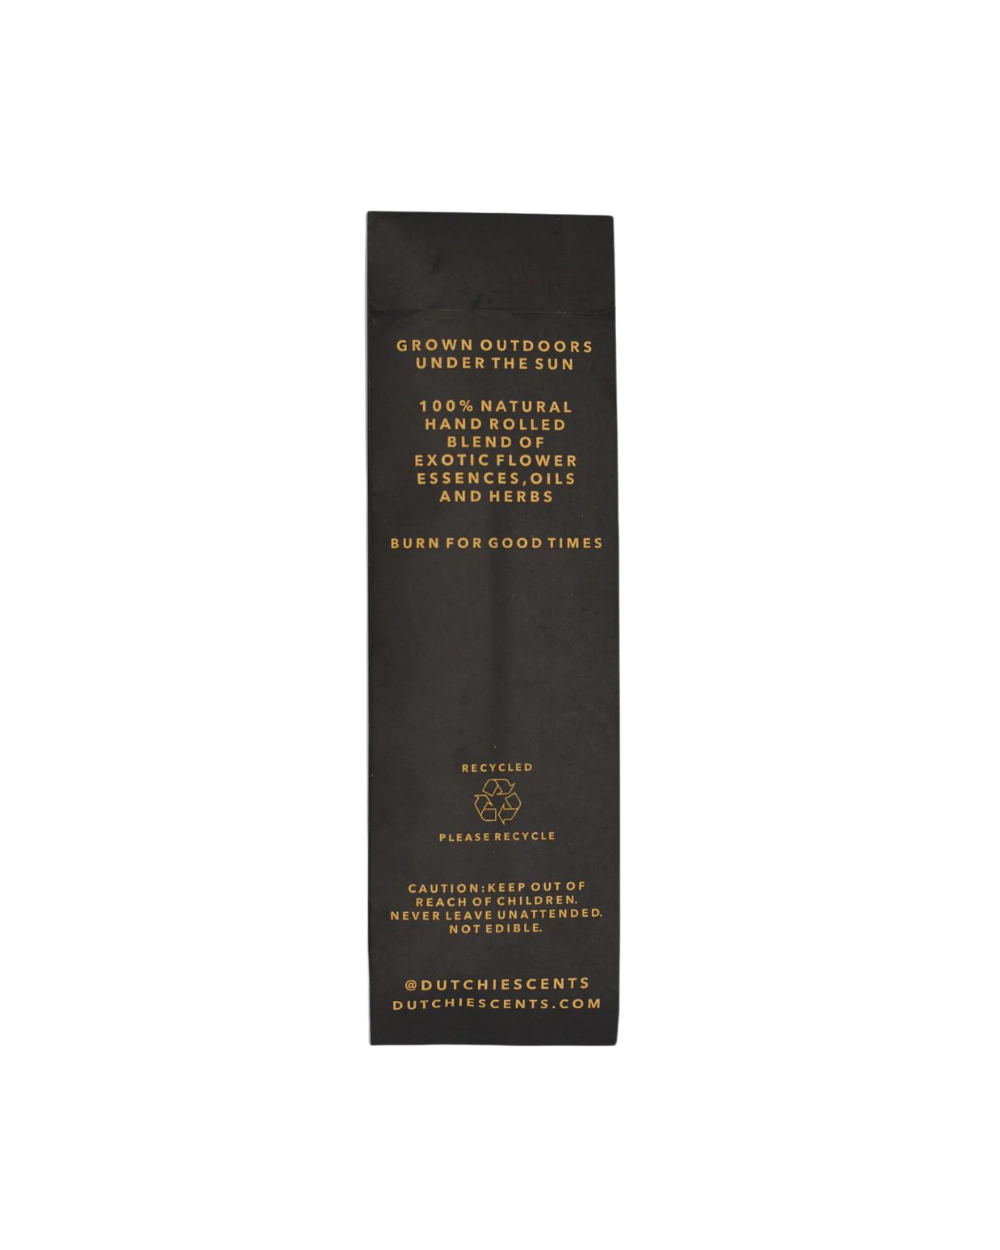 GROWN OUTDOORS
UNDER THE SUN
100% NATURAL
HAND ROLLED
BLEND OF
EXOTIC FLOWER
ESSENCES, OILS
AND HERBS
BURN FOR GOOD TIMES
RECYCLED
PLEASE RECYCLE
CAUTION: KEEP OUT OF
REACH OF CHILDREN.
NEVER LEAVE UNATTENDED.
NOT EDIBLE.
@DUTCHIESCENTS
DUTCHIESCENTS.COM